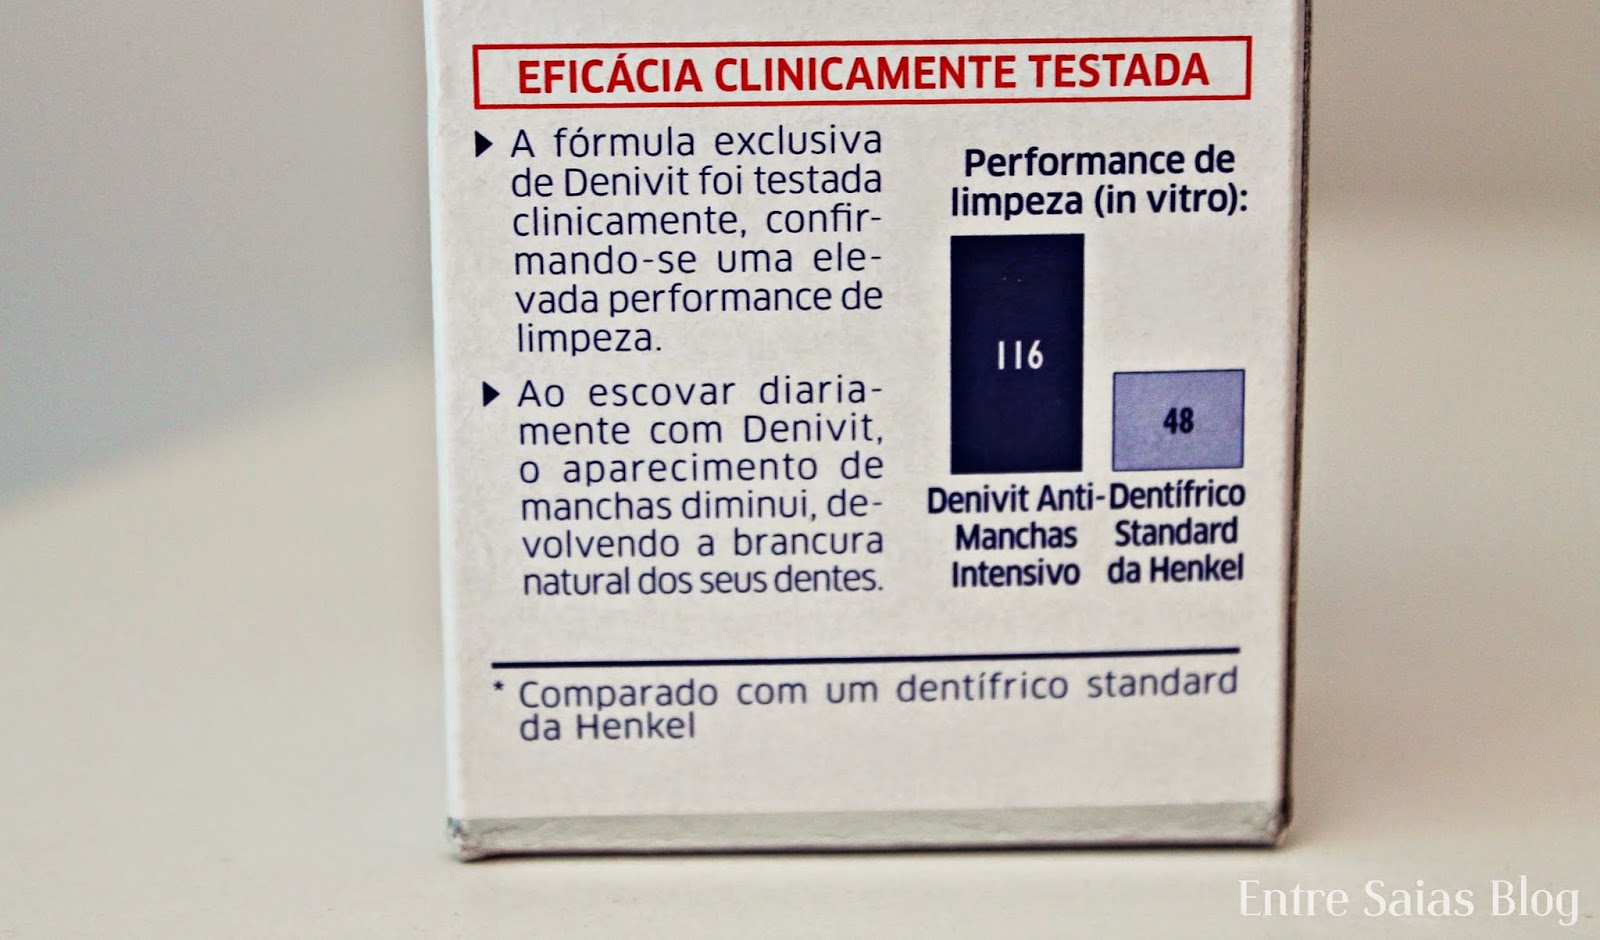 EFICÁCIA CLINICAMENTE TESTADA
A fórmula exclusiva
de Denivit foi testada
clinicamente, confir-
mando-se uma ele-
vada performance de
limpeza.
Ao escovar diaria-
mente com Denivit,
o aparecimento de
manchas diminui, de-
volvendo a brancura
natural dos seus dentes.
Performance de
limpeza (in vitro):
116
48
Denivit Anti-
Manchas
Intensivo
Dentífrico
Standard
da Henkel
* Comparado com um dentífrico standard
da Henkel
Entre Saias Blog